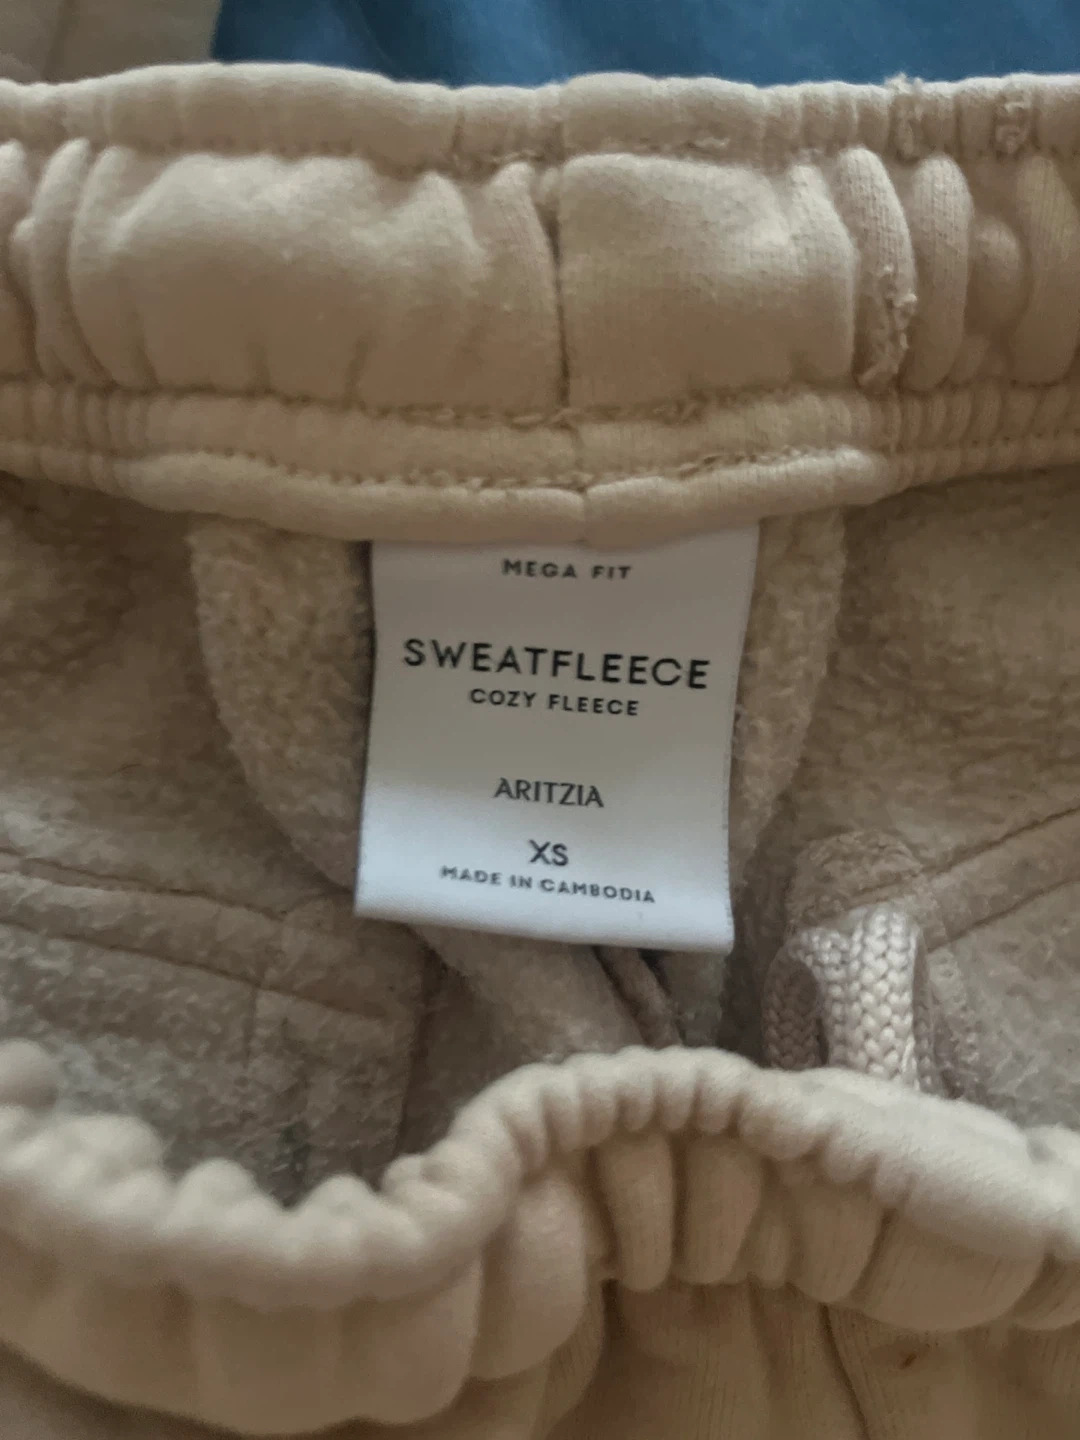 MEGA FIT
SWEATFLEECE
COZY FLEECE
ARITZIA
XS
MADE IN CAMBODIA